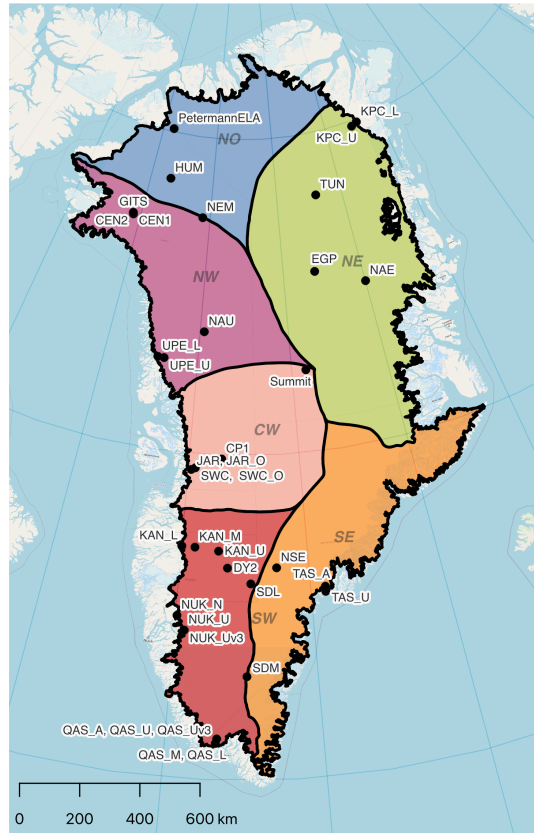 KPC_L
PetermannELA
NO
KPC_U
HUM
TUN
GITS
NEM
CEN2
CEN1
EGP
NE
NAE
NW
NAU
UPE_L
UPE_U
Summit
CW
CP1
JAR, JAR_O
SWC, SWC_O
KAN_L
KAN_M
SE
KAN_U
NSE
DY2
TAS_A
SDL
TAS_U
NUK_N
NUK_U
SW
NUK_Uv3
SDM
QAS_A, QAS_U, QAS_Uv3
QAS_M, QAS_L
0 200 400 600 km